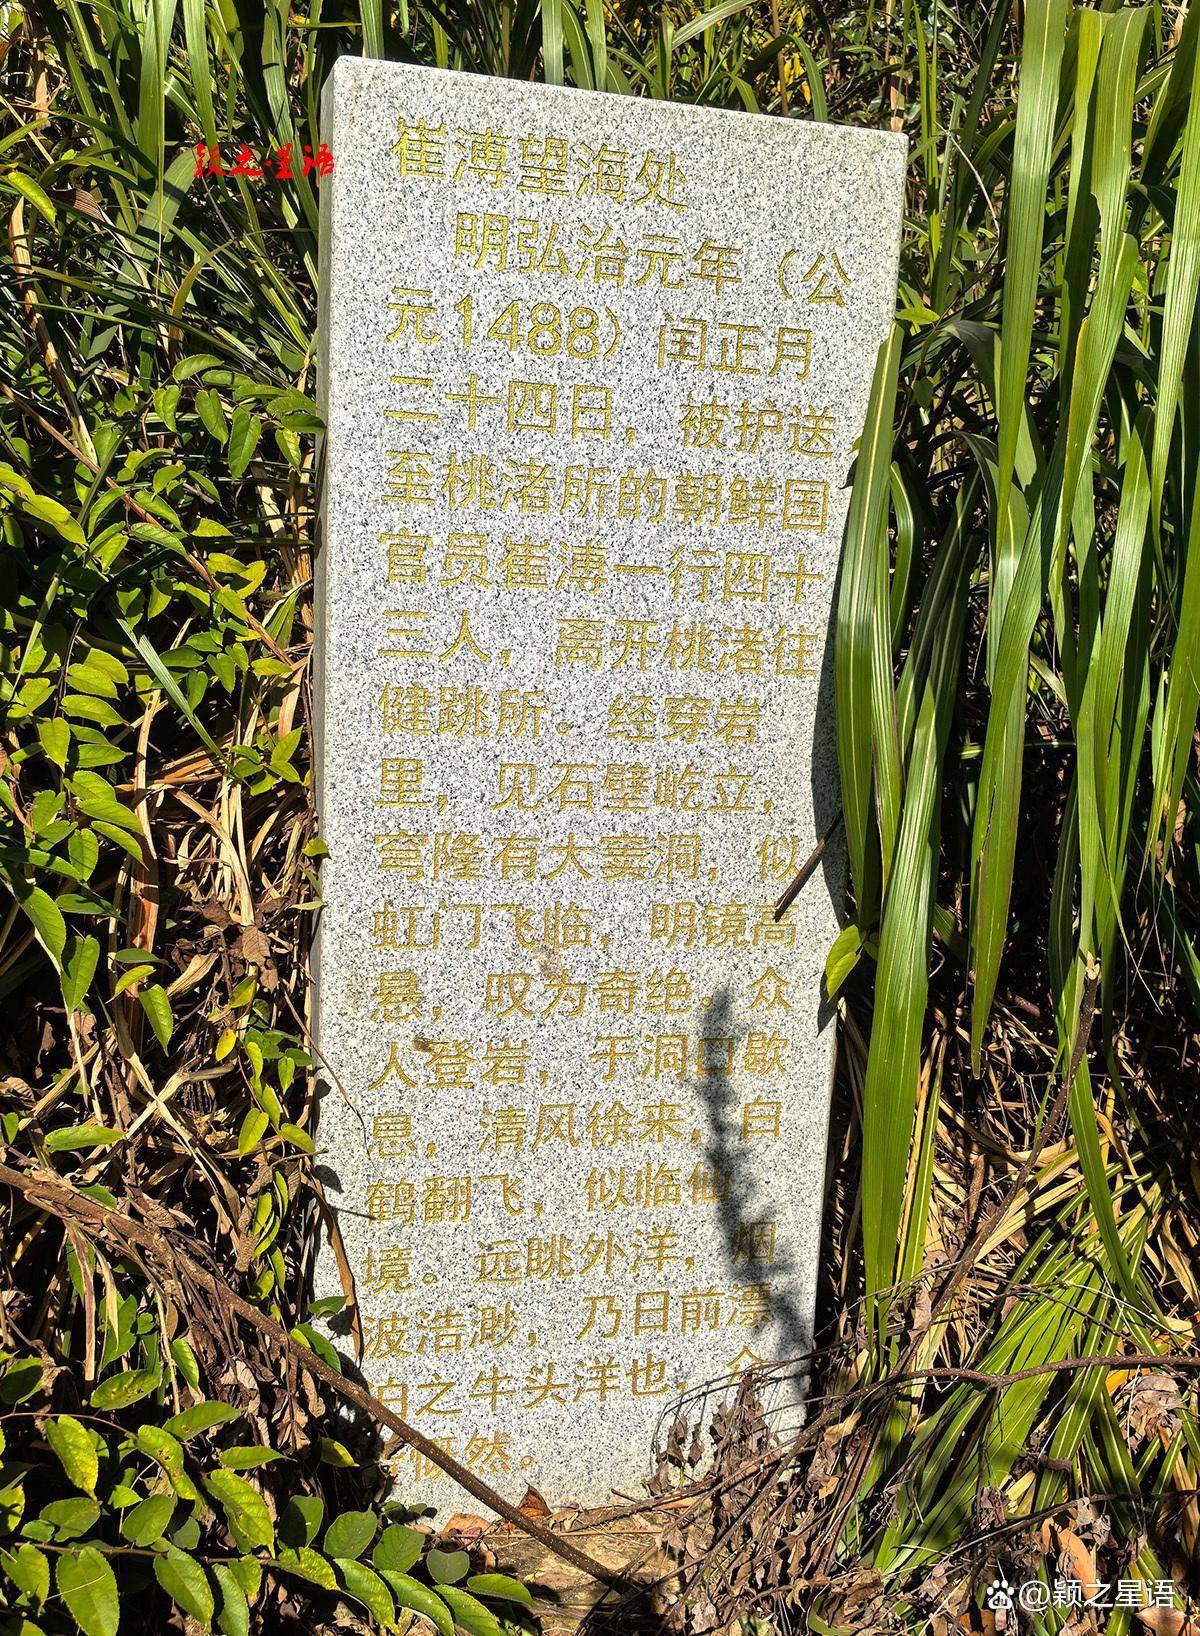 颖之星语
崔溥望海处
明弘治元年（公
元1488）闰正月
二十四日，被护送
至桃渚所的朝鲜国
官员崔溥一行四十
三人，离开桃渚往
健跳所。经穿岩
里，见石壁屹立，
穹隆有大窦洞，似
虹门飞临，明镜高
悬，叹为奇绝。众
人登岩，于洞口歇
息，清风徐来，白
鹤翻飞，似临仙
境。远眺外洋，烟
波浩渺，乃日前漂
泊之牛头洋也，众
慨然。
@颖之星语